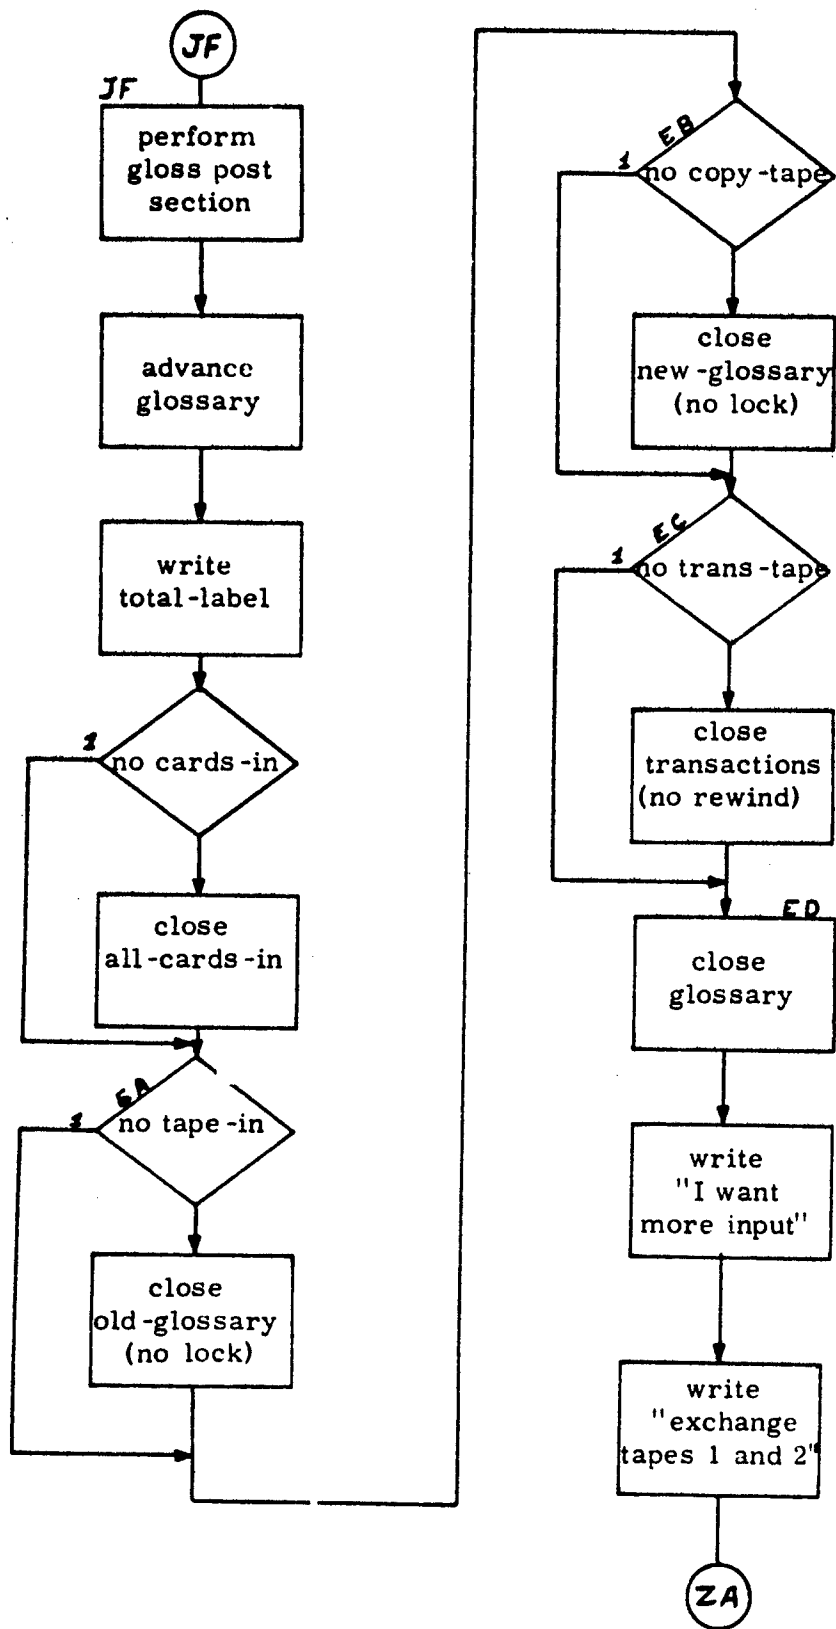 JF
JF
perform
gloss post
section
advance
glossary
write
total-label
1
no cards-in
close
all-cards-in
EA
1
no tape-in
close
old-glossary
(no lock)
EB
1
no copy-tape
close
new-glossary
(no lock)
EC
1
no trans-tape
close
transactions
(no rewind)
ED
close
glossary
write
"I want
more input"
write
"exchange
tapes 1 and 2"
ZA